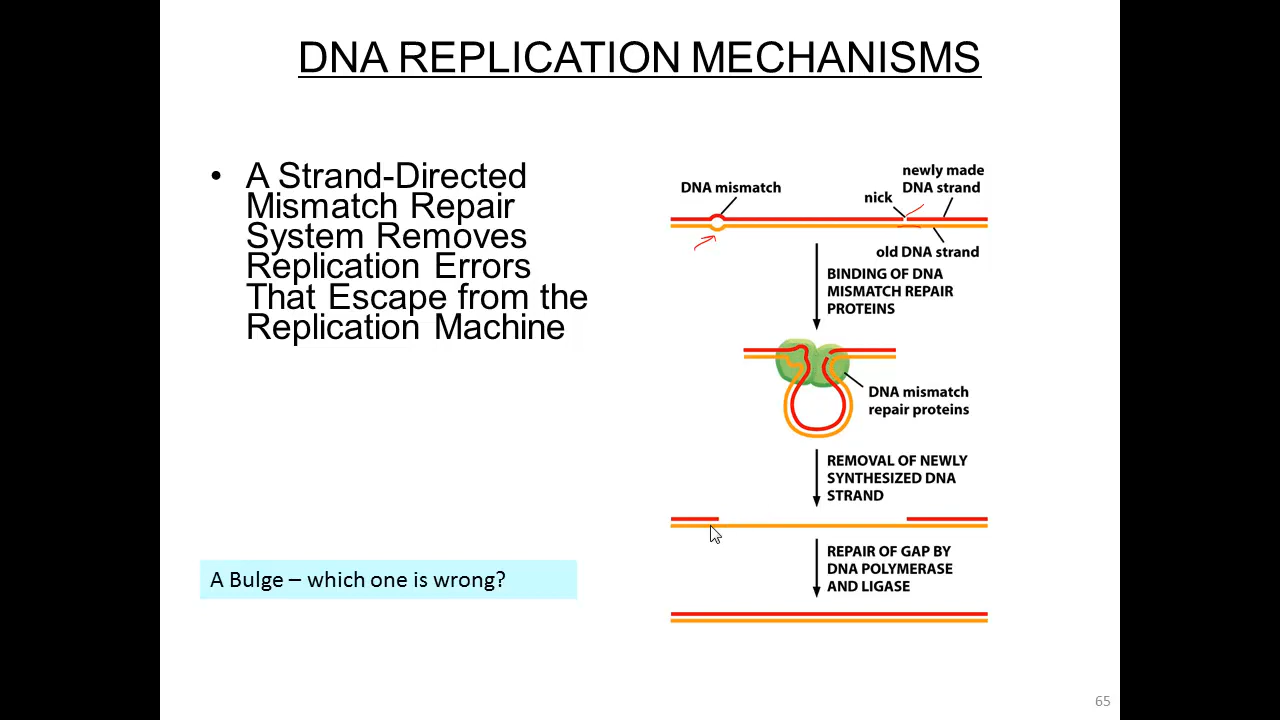 DNA REPLICATION MECHANISMS
• A Strand-Directed
Mismatch Repair
System Removes
Replication Errors
That Escape from the
Replication Machine
A Bulge – which one is wrong?
DNA mismatch
nick
newly made
DNA strand
old DNA strand
BINDING OF DNA
MISMATCH REPAIR
PROTEINS
DNA mismatch
repair proteins
REMOVAL OF NEWLY
SYNTHESIZED DNA
STRAND
REPAIR OF GAP BY
DNA POLYMERASE
AND LIGASE
65